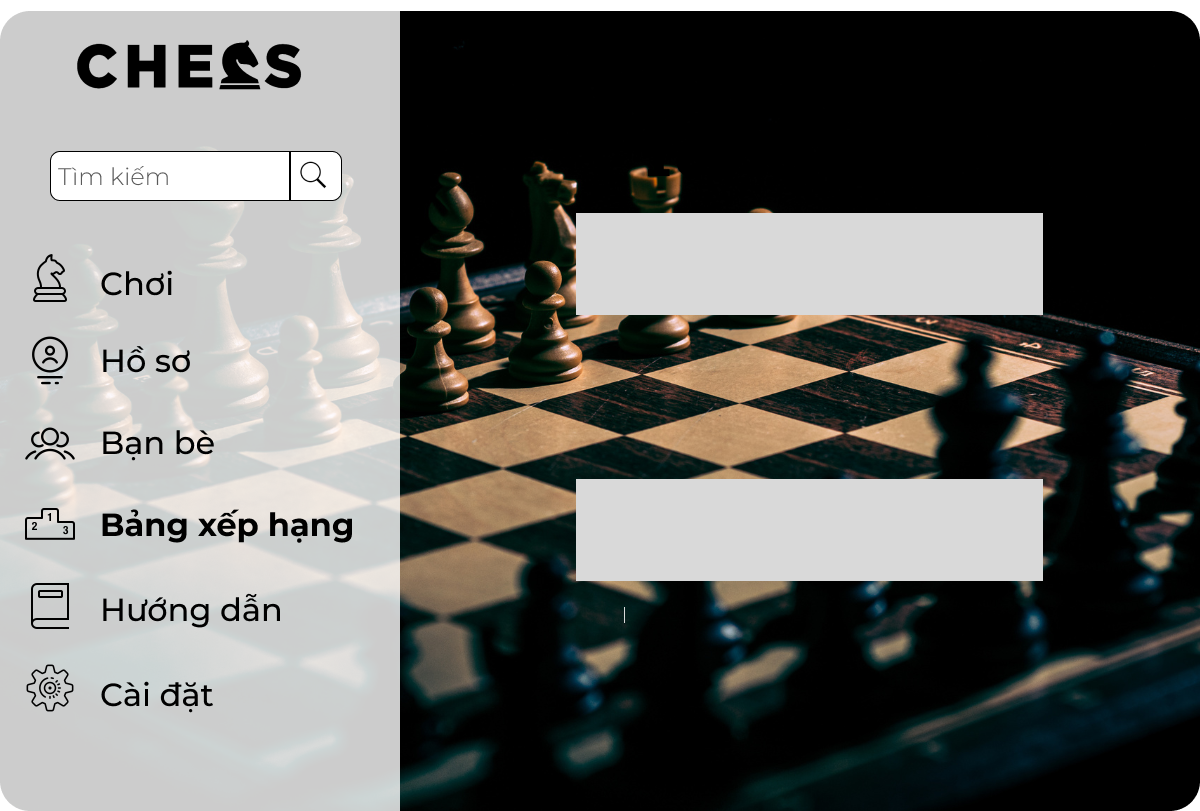 CHESS
Tìm kiếm
Chơi
Hồ sơ
Bạn bè
2 1 3
Bảng xếp hạng
Hướng dẫn
Cài đặt